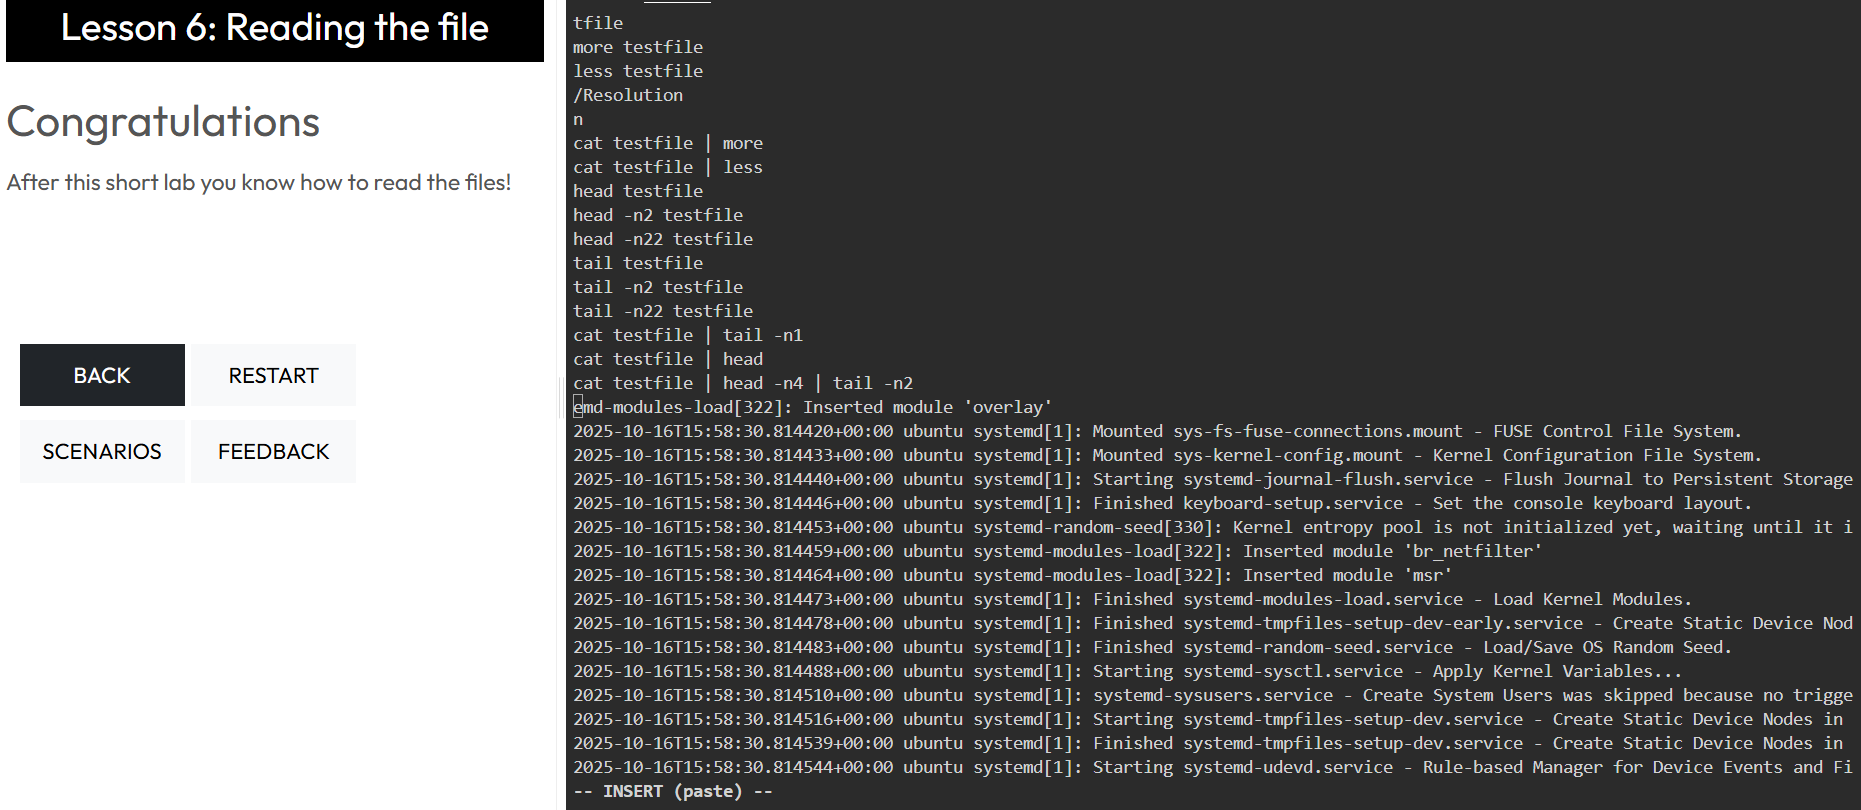 Lesson 6: Reading the file
Congratulations
After this short lab you know how to read the files!
BACK
RESTART
SCENARIOS
FEEDBACK
tfile
more testfile
less testfile
/Resolution
n
cat testfile | more
cat testfile | less
head testfile
head -n2 testfile
head -n22 testfile
tail testfile
tail -n2 testfile
tail -n22 testfile
cat testfile | tail -n1
cat testfile | head
cat testfile | head -n4 | tail -n2
emd-modules-load[322]: Inserted module 'overlay'
2025-10-16T15:58:30.814420+00:00 ubuntu systemd[1]: Mounted sys-fs-fuse-connections.mount - FUSE Control File System.
2025-10-16T15:58:30.814433+00:00 ubuntu systemd[1]: Mounted sys-kernel-config.mount - Kernel Configuration File System.
2025-10-16T15:58:30.814440+00:00 ubuntu systemd[1]: Starting systemd-journal-flush.service - Flush Journal to Persistent Storage
2025-10-16T15:58:30.814446+00:00 ubuntu systemd[1]: Finished keyboard-setup.service - Set the console keyboard layout.
2025-10-16T15:58:30.814453+00:00 ubuntu systemd-random-seed[330]: Kernel entropy pool is not initialized yet, waiting until it i
2025-10-16T15:58:30.814459+00:00 ubuntu systemd-modules-load[322]: Inserted module 'br_netfilter'
2025-10-16T15:58:30.814464+00:00 ubuntu systemd-modules-load[322]: Inserted module 'msr'
2025-10-16T15:58:30.814473+00:00 ubuntu systemd[1]: Finished systemd-modules-load.service - Load Kernel Modules.
2025-10-16T15:58:30.814478+00:00 ubuntu systemd[1]: Finished systemd-tmpfiles-setup-dev-early.service - Create Static Device Nod
2025-10-16T15:58:30.814483+00:00 ubuntu systemd[1]: Finished systemd-random-seed.service - Load/Save OS Random Seed.
2025-10-16T15:58:30.814488+00:00 ubuntu systemd[1]: Starting systemd-sysctl.service - Apply Kernel Variables...
2025-10-16T15:58:30.814510+00:00 ubuntu systemd[1]: systemd-sysusers.service - Create System Users was skipped because no trigge
2025-10-16T15:58:30.814516+00:00 ubuntu systemd[1]: Starting systemd-tmpfiles-setup-dev.service - Create Static Device Nodes in
2025-10-16T15:58:30.814539+00:00 ubuntu systemd[1]: Finished systemd-tmpfiles-setup-dev.service - Create Static Device Nodes in
2025-10-16T15:58:30.814544+00:00 ubuntu systemd[1]: Starting systemd-udevd.service - Rule-based Manager for Device Events and Fi
-- INSERT (paste) --